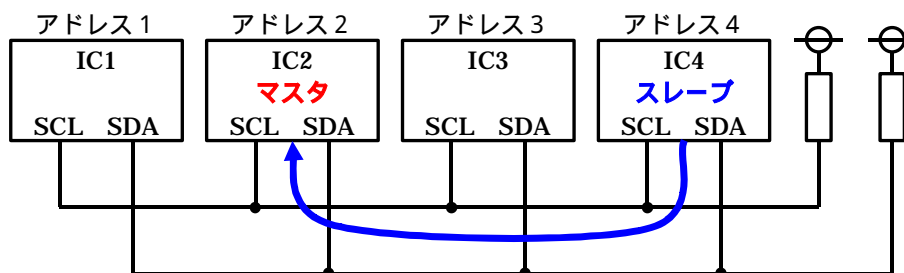 アドレス1 アドレス2 アドレス3 アドレス4
IC1 IC2 IC3 IC4
マスタ スレーブ
SCL SDA SCL SDA SCL SDA SCL SDA